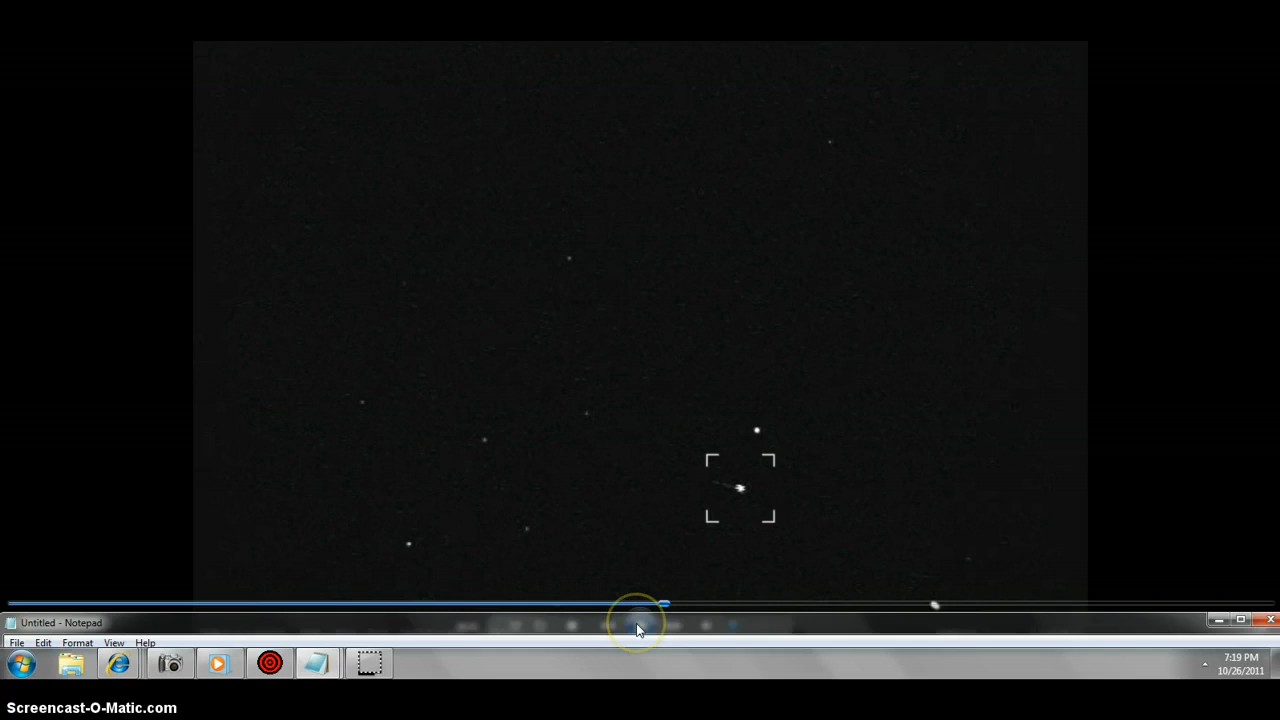 Untitled - Notepad
File Edit Format View Help
7:19 PM
10/26/2011
Screencast-O-Matic.com